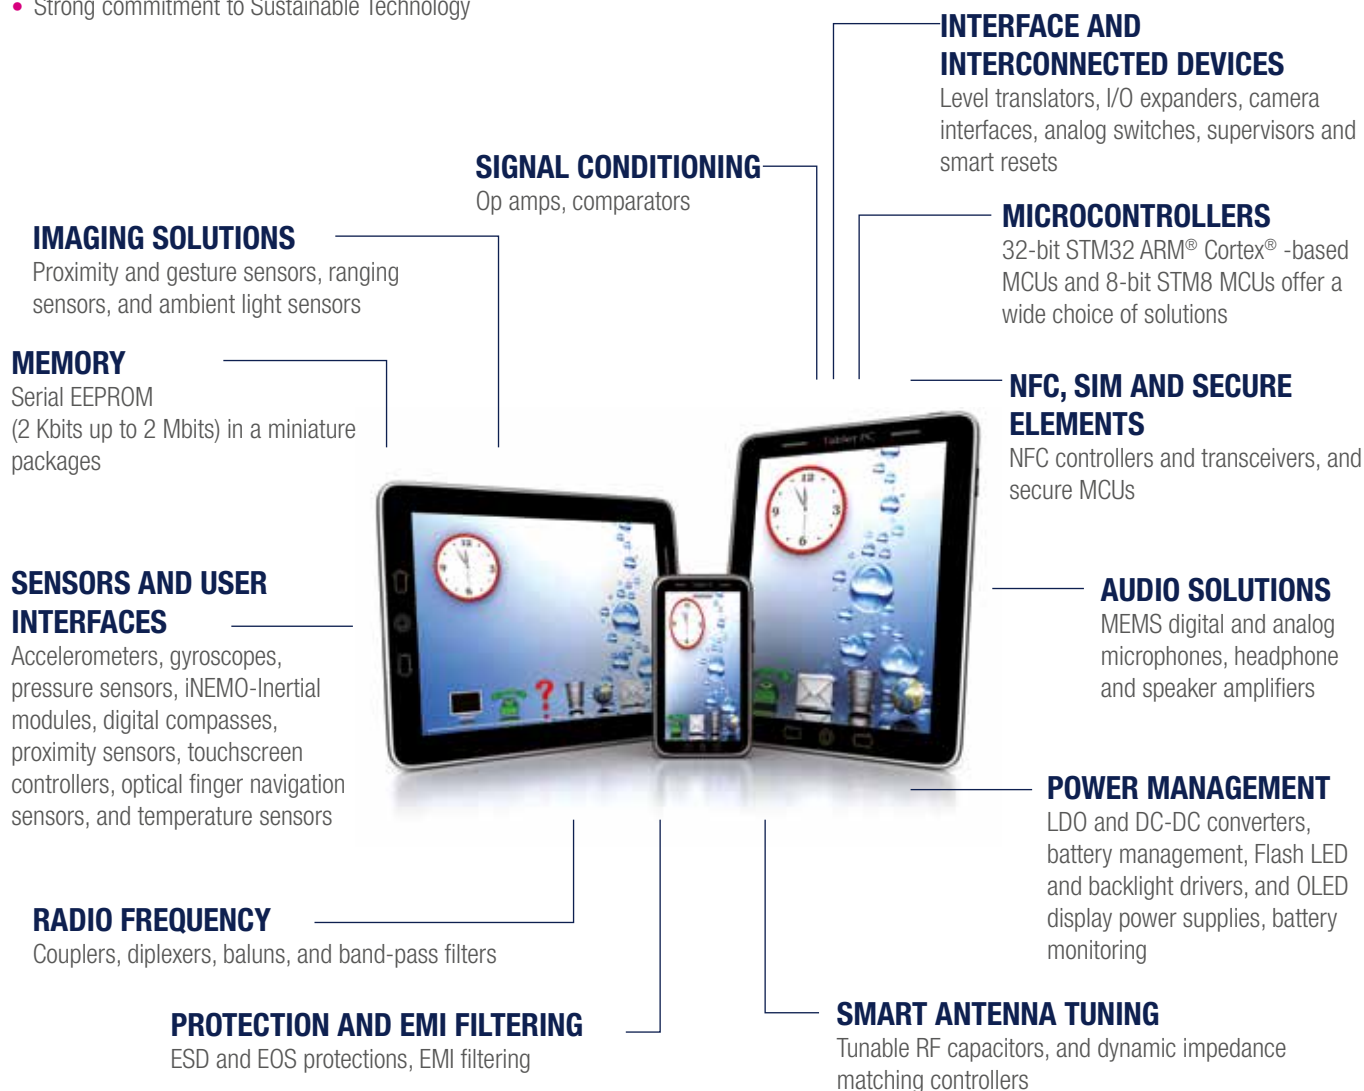 • Strong commitment to Sustainable Technology
INTERFACE AND
INTERCONNECTED DEVICES
Level translators, I/O expanders, camera
interfaces, analog switches, supervisors and
smart resets
SIGNAL CONDITIONING
Op amps, comparators
MICROCONTROLLERS
32-bit STM32 ARM® Cortex® -based
MCUs and 8-bit STM8 MCUs offer a
wide choice of solutions
IMAGING SOLUTIONS
Proximity and gesture sensors, ranging
sensors, and ambient light sensors
MEMORY
Serial EEPROM
(2 Kbits up to 2 Mbits) in a miniature
packages
NFC, SIM AND SECURE
ELEMENTS
NFC controllers and transceivers, and
secure MCUs
SENSORS AND USER
INTERFACES
Accelerometers, gyroscopes,
pressure sensors, iNEMO-Inertial
modules, digital compasses,
proximity sensors, touchscreen
controllers, optical finger navigation
sensors, and temperature sensors
AUDIO SOLUTIONS
MEMS digital and analog
microphones, headphone
and speaker amplifiers
POWER MANAGEMENT
LDO and DC-DC converters,
battery management, Flash LED
and backlight drivers, and OLED
display power supplies, battery
monitoring
RADIO FREQUENCY
Couplers, diplexers, baluns, and band-pass filters
PROTECTION AND EMI FILTERING
ESD and EOS protections, EMI filtering
SMART ANTENNA TUNING
Tunable RF capacitors, and dynamic impedance
matching controllers